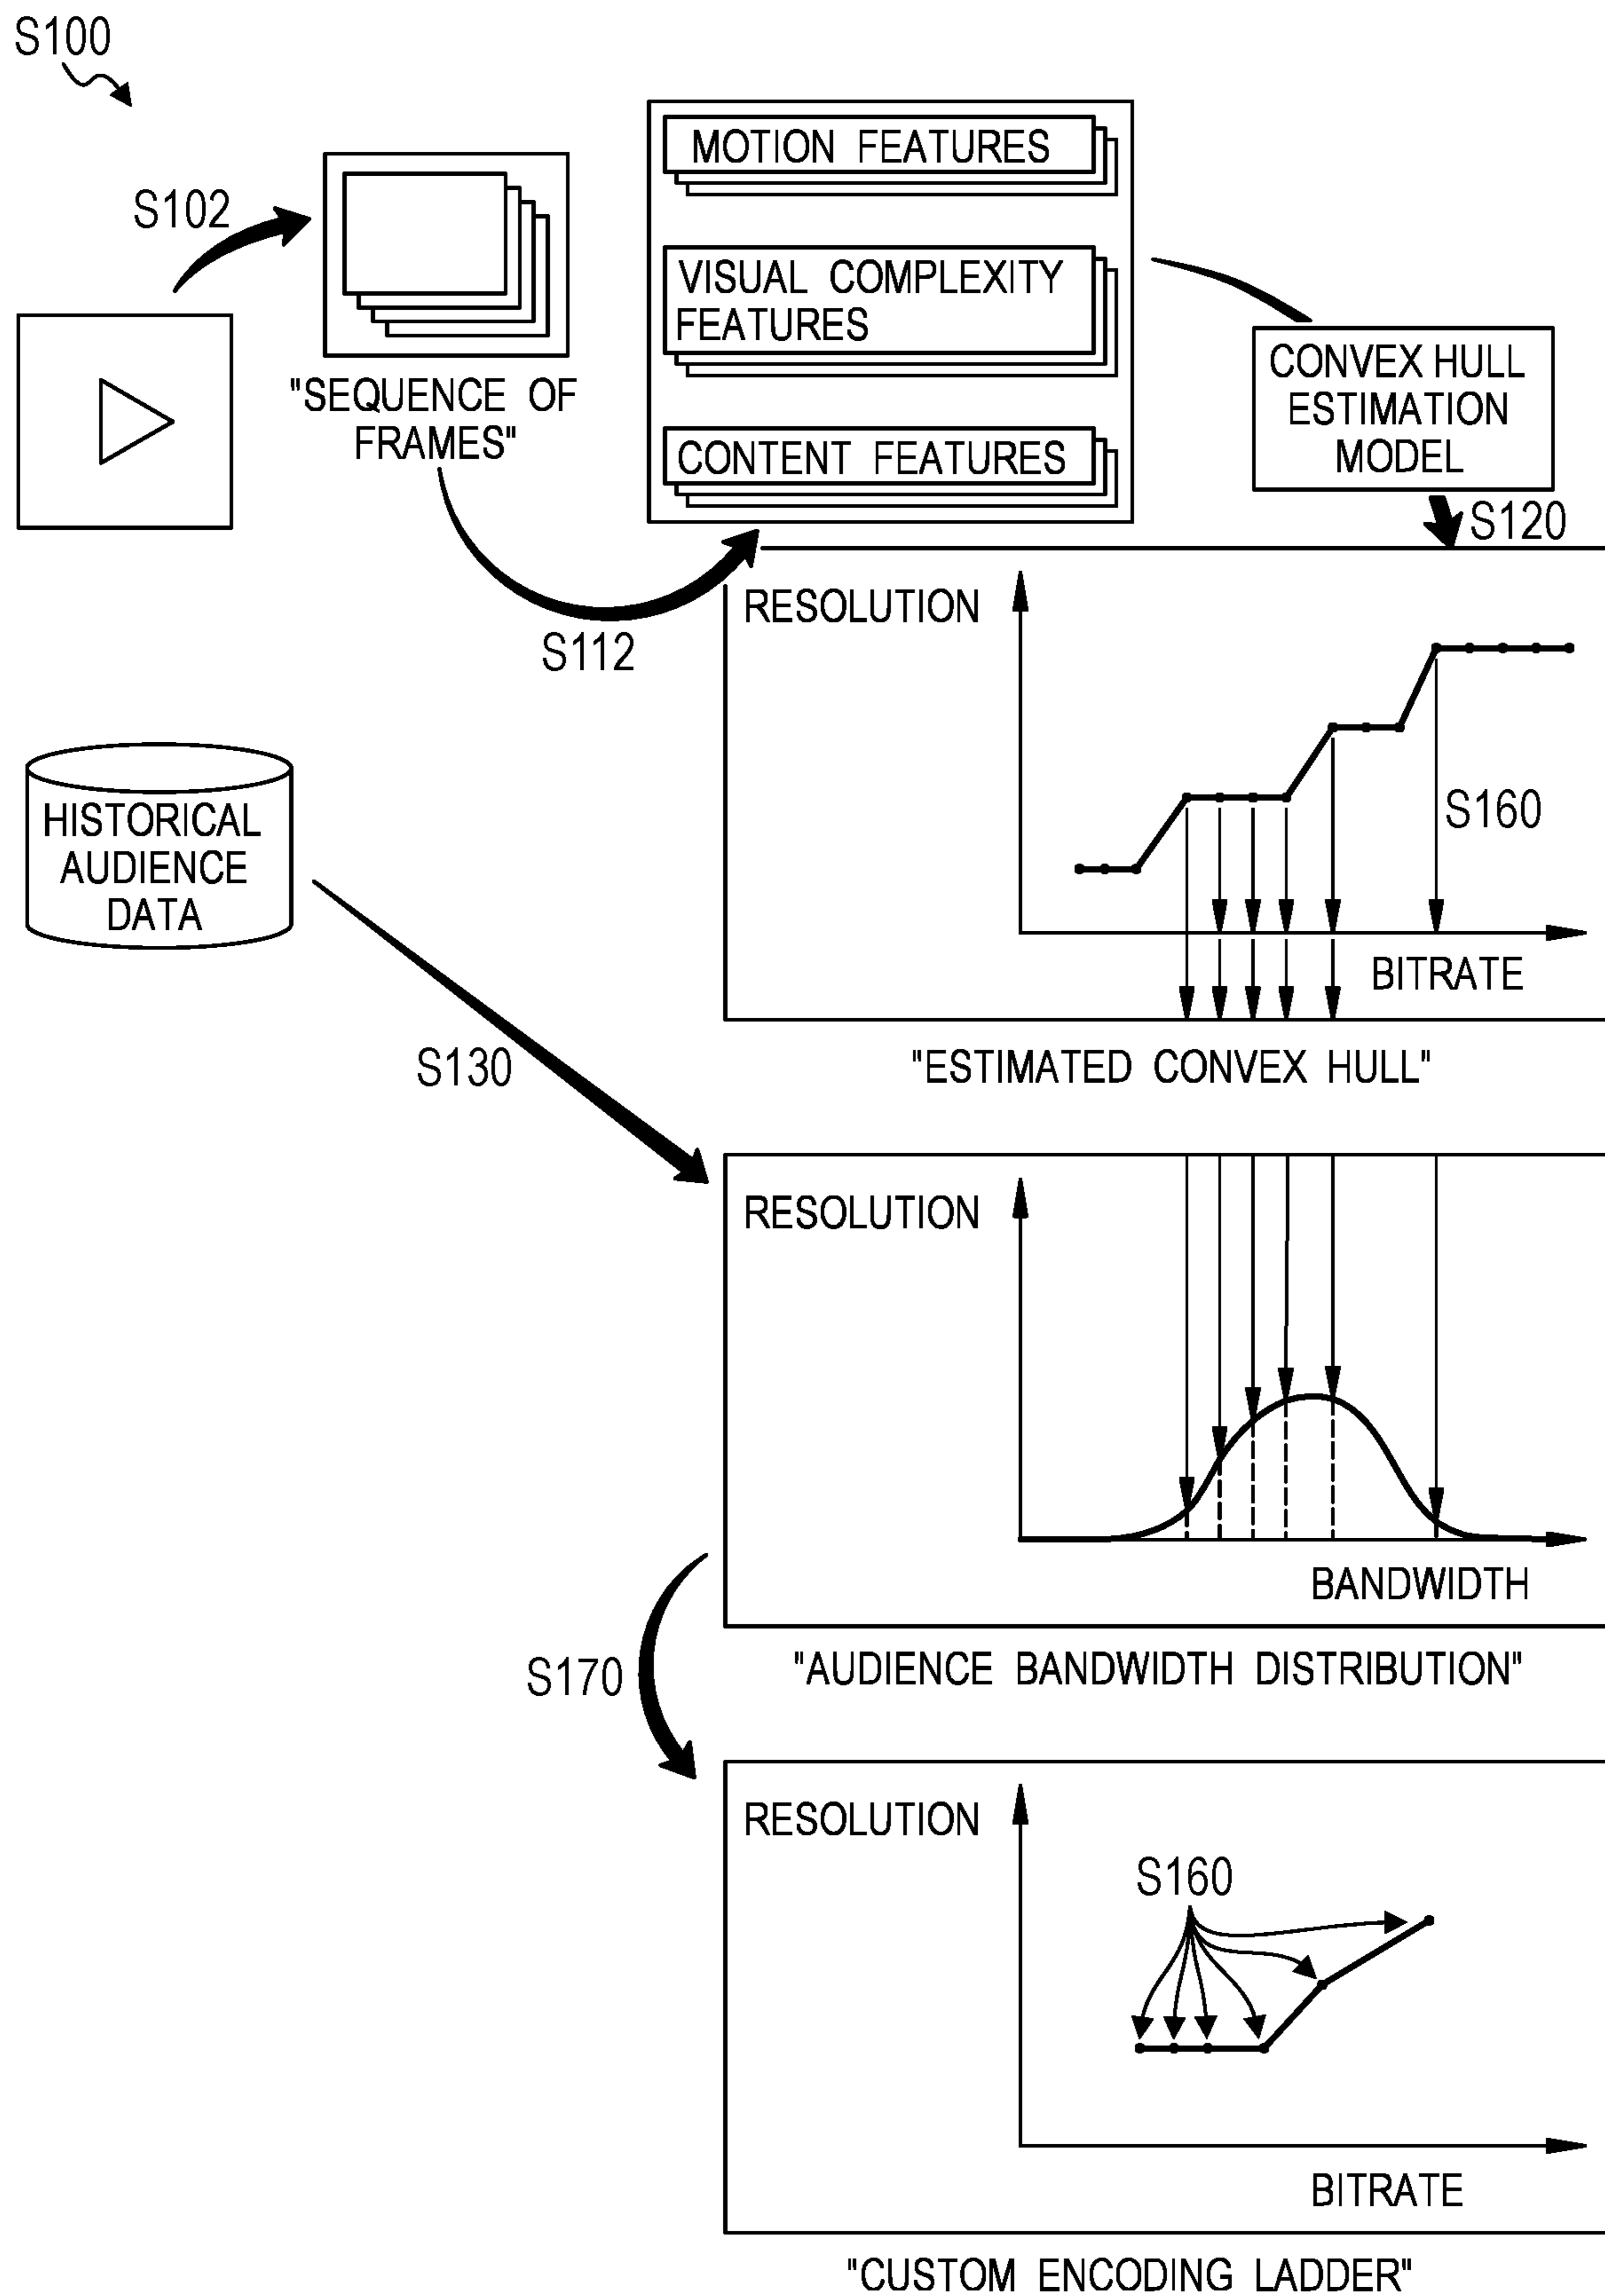 S100
S102
"SEQUENCE OF
FRAMES"
MOTION FEATURES
VISUAL COMPLEXITY
FEATURES
CONTENT FEATURES
CONVEX HULL
ESTIMATION
MODEL
S120
S112
RESOLUTION
S160
BITRATE
"ESTIMATED CONVEX HULL"
HISTORICAL
AUDIENCE
DATA
S130
RESOLUTION
BANDWIDTH
"AUDIENCE BANDWIDTH DISTRIBUTION"
S170
RESOLUTION
S160
BITRATE
"CUSTOM ENCODING LADDER"